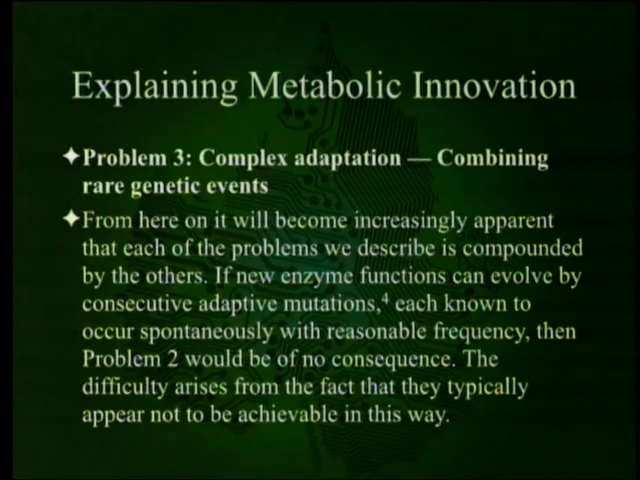 Explaining Metabolic Innovation
✦Problem 3: Complex adaptation — Combining
rare genetic events
✦From here on it will become increasingly apparent
that each of the problems we describe is compounded
by the others. If new enzyme functions can evolve by
consecutive adaptive mutations,⁴ each known to
occur spontaneously with reasonable frequency, then
Problem 2 would be of no consequence. The
difficulty arises from the fact that they typically
appear not to be achievable in this way.